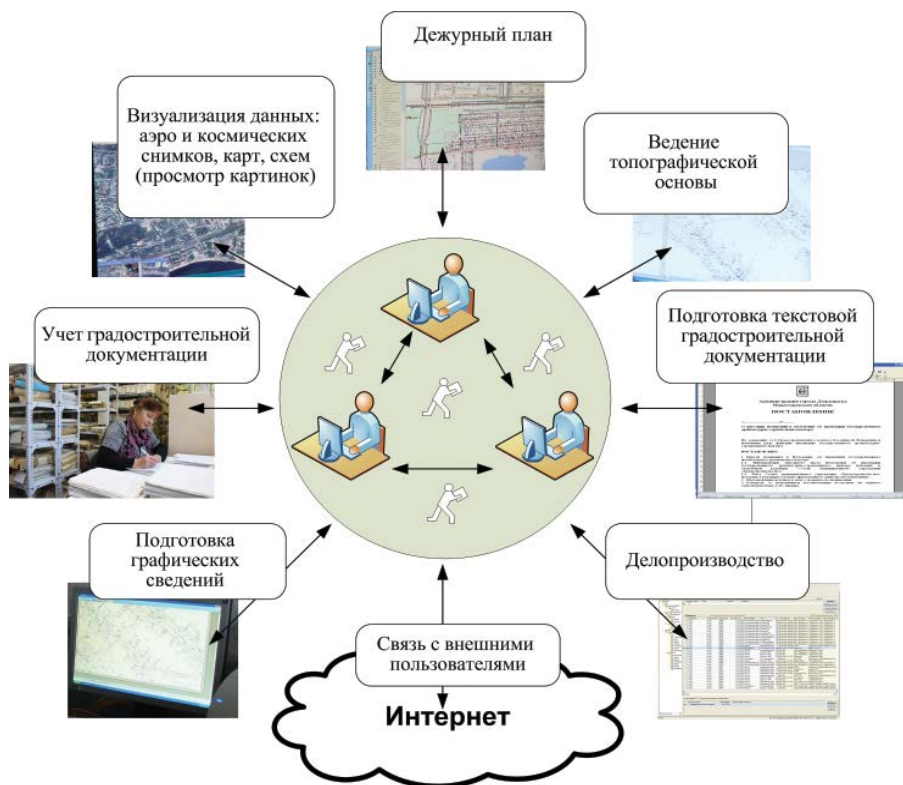 Дежурный план
Визуализация данных:
аэро и космических
снимков, карт, схем
(просмотр картинок)
Ведение
топографической
основы
Учет градостроительной
документации
Подготовка текстовой
градостроительной
документации
ПОСТАНОВЛЕНИЕ
Подготовка
графических
сведений
Делопроизводство
Связь с внешними
пользователями
Интернет